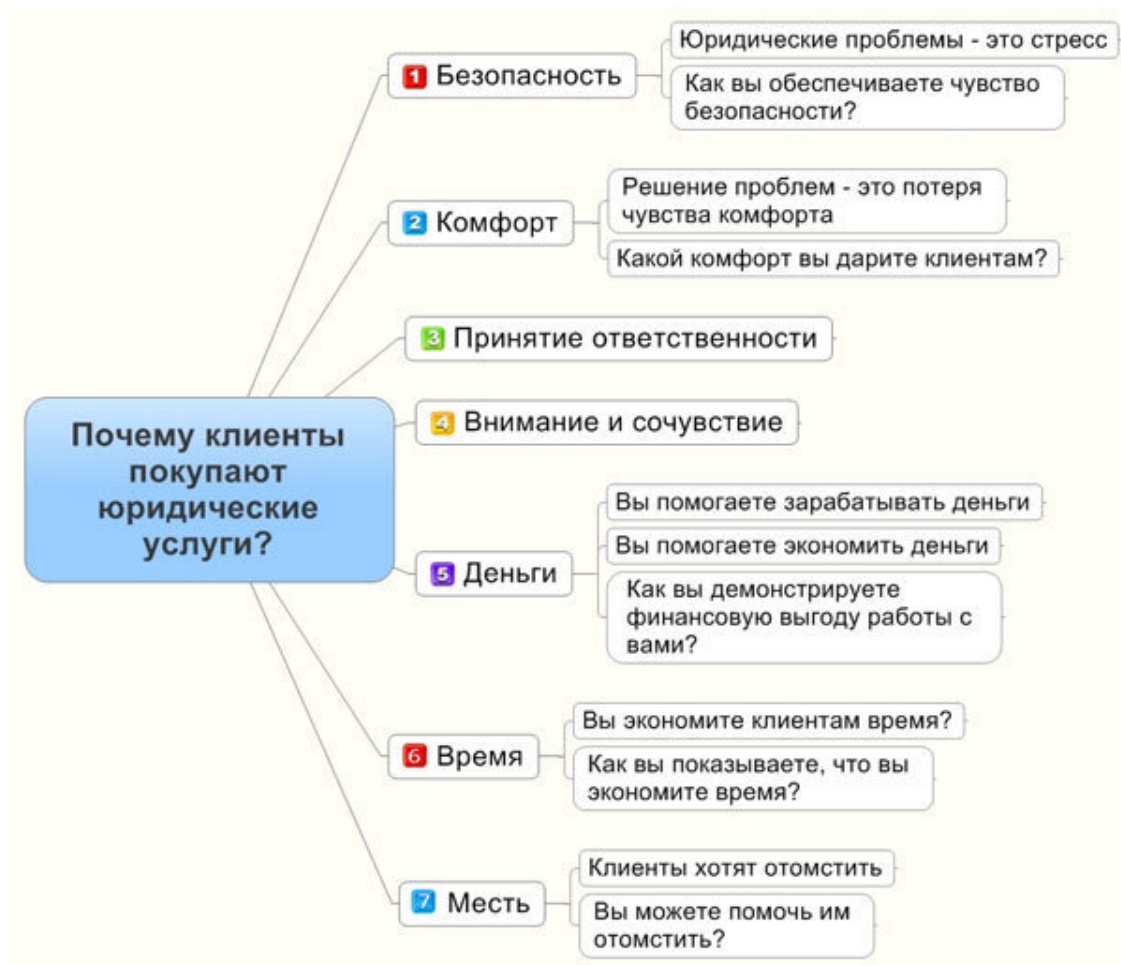 Почему клиенты
покупают
юридические
услуги?
1 Безопасность
Юридические проблемы - это стресс
Как вы обеспечиваете чувство
безопасности?
2 Комфорт
Решение проблем - это потеря
чувства комфорта
Какой комфорт вы дарите клиентам?
3 Принятие ответственности
4 Внимание и сочувствие
5 Деньги
Вы помогаете зарабатывать деньги
Вы помогаете экономить деньги
Как вы демонстрируете
финансовую выгоду работы с
вами?
6 Время
Вы экономите клиентам время?
Как вы показываете, что вы
экономите время?
7 Месть
Клиенты хотят отомстить
Вы можете помочь им
отомстить?